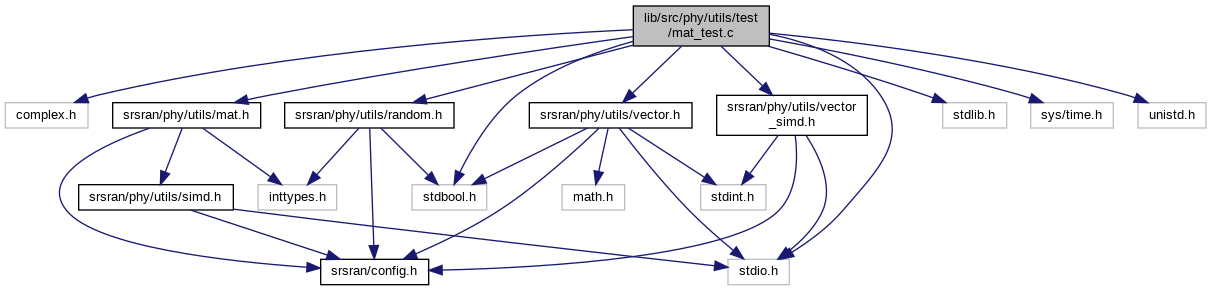 lib/src/phy/utils/test
/mat_test.c
complex.h
srsran/phy/utils/mat.h
srsran/phy/utils/random.h
srsran/phy/utils/vector.h
srsran/phy/utils/vector
_simd.h
stdlib.h
sys/time.h
unistd.h
srsran/phy/utils/simd.h
inttypes.h
stdbool.h
math.h
stdint.h
srsran/config.h
stdio.h